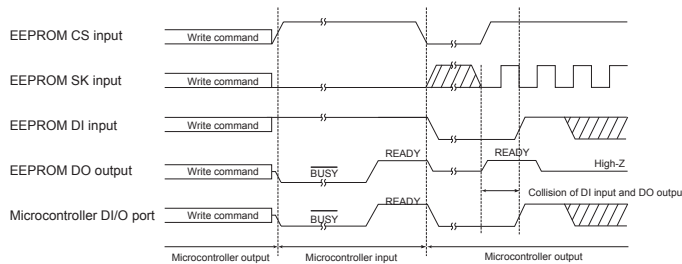 EEPROM CS input
Write command
EEPROM SK input
Write command
EEPROM DI input
Write command
EEPROM DO output
Write command
BUSY
READY
READY
High-Z
Collision of DI input and DO outpu
Microcontroller DI/O port
Write command
BUSY
READY
Microcontroller output
Microcontroller input
Microcontroller output